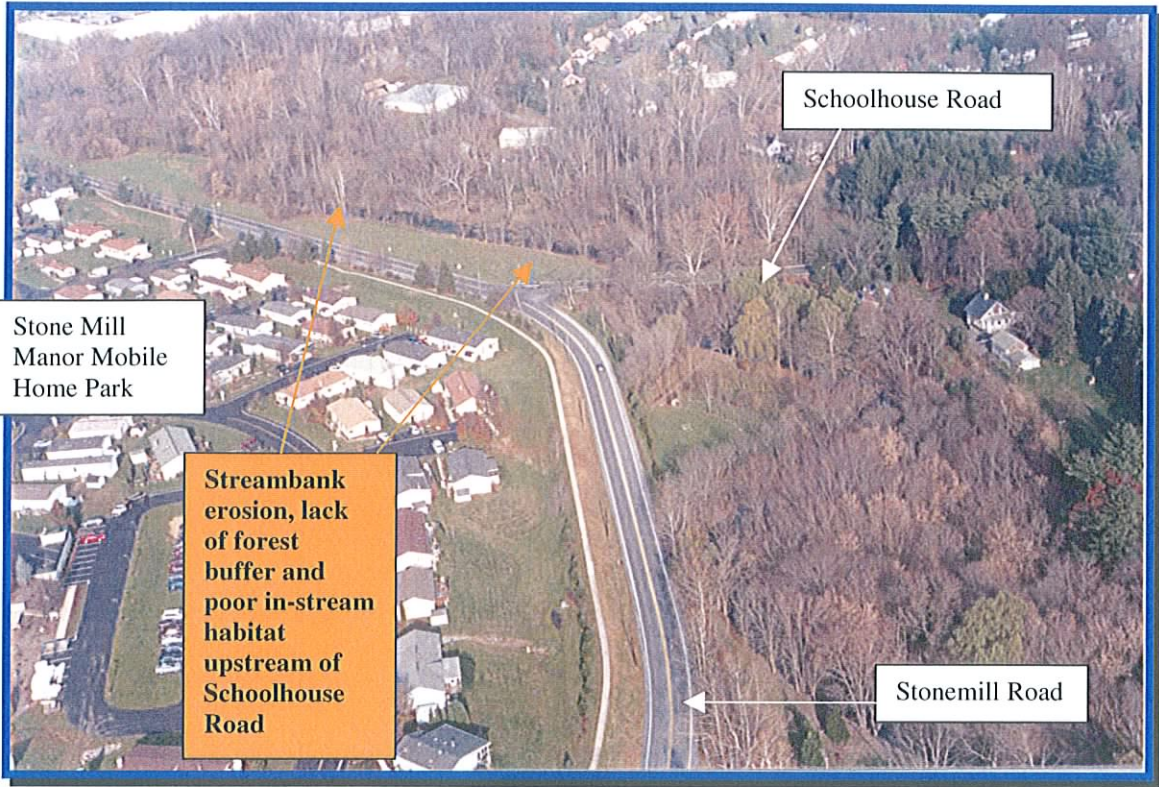 Schoolhouse Road
Stone Mill
Manor Mobile
Home Park
Streambank
erosion, lack
of forest
buffer and
poor in-stream
habitat
upstream of
Schoolhouse
Road
Stonemill Road